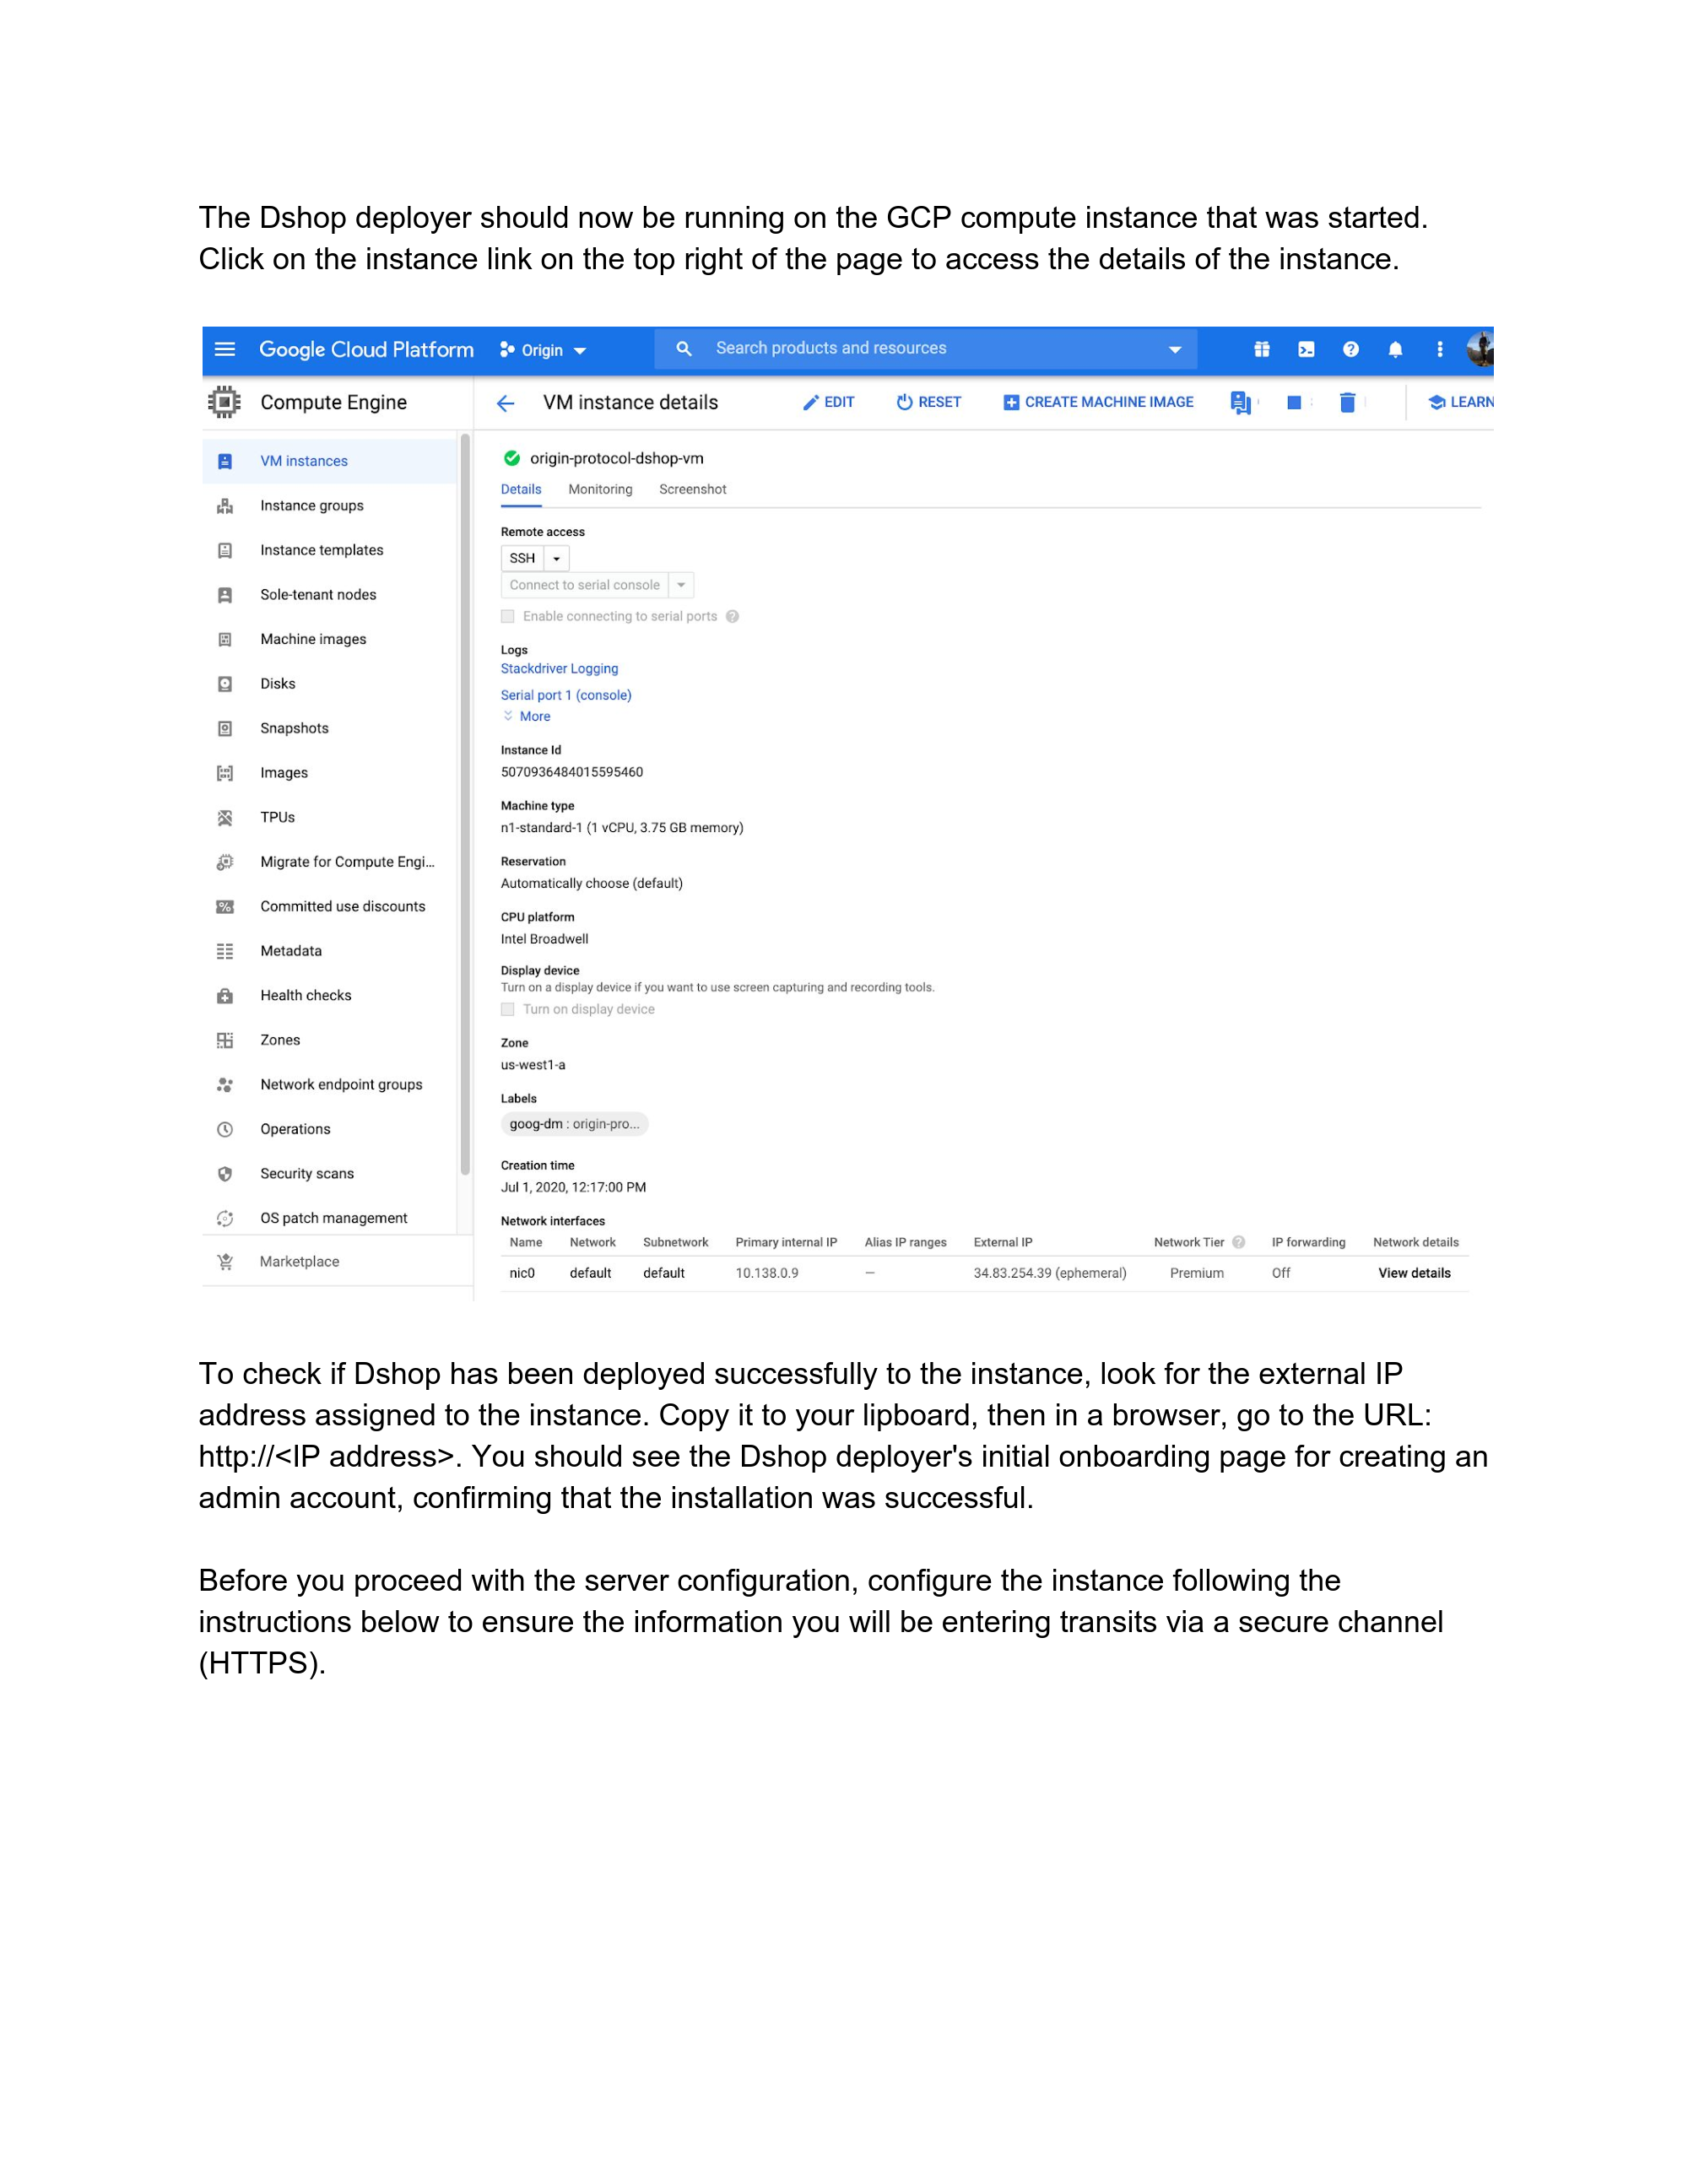 The Dshop deployer should now be running on the GCP compute instance that was started.
Click on the instance link on the top right of the page to access the details of the instance.
Google Cloud Platform Origin Search products and resources
Compute Engine VM instance details EDIT RESET CREATE MACHINE IMAGE LEARN
VM instances
Instance groups
Instance templates
Sole-tenant nodes
Machine images
Disks
Snapshots
Images
TPUs
Migrate for Compute Engi...
Committed use discounts
Metadata
Health checks
Zones
Network endpoint groups
Operations
Security scans
OS patch management
Marketplace
origin-protocol-dshop-vm
Details Monitoring Screenshot
Remote access
SSH
Connect to serial console
Enable connecting to serial ports
Logs
Stackdriver Logging
Serial port 1 (console)
More
Instance Id
5070936484015595460
Machine type
n1-standard-1 (1 vCPU, 3.75 GB memory)
Reservation
Automatically choose (default)
CPU platform
Intel Broadwell
Display device
Turn on a display device if you want to use screen capturing and recording tools.
Turn on display device
Zone
us-west1-a
Labels
goog-dm : origin-pro...
Creation time
Jul 1, 2020, 12:17:00 PM
Network interfaces
Name Network Subnetwork Primary internal IP Alias IP ranges External IP Network Tier IP forwarding Network details
nic0 default default 10.138.0.9 — 34.83.254.39 (ephemeral) Premium Off View details
To check if Dshop has been deployed successfully to the instance, look for the external IP
address assigned to the instance. Copy it to your lipboard, then in a browser, go to the URL:
http://<IP address>. You should see the Dshop deployer's initial onboarding page for creating an
admin account, confirming that the installation was successful.
Before you proceed with the server configuration, configure the instance following the
instructions below to ensure the information you will be entering transits via a secure channel
(HTTPS).